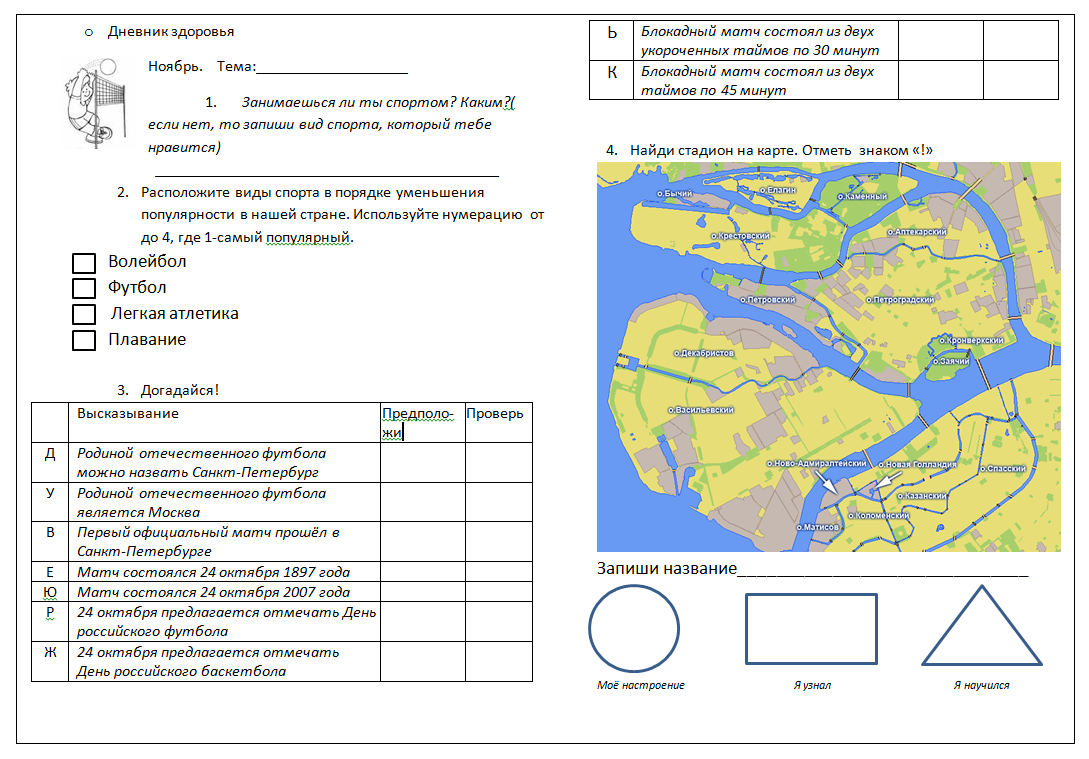 o Дневник здоровья
Ноябрь. Тема:____________________
1. Занимаешься ли ты спортом? Каким?(
если нет, то запиши вид спорта, который тебе
нравится)
_____________________________________________
2. Расположите виды спорта в порядке уменьшения
популярности в нашей стране. Используйте нумерацию от
до 4, где 1-самый популярный.
Волейбол
Футбол
Легкая атлетика
Плавание
3. Догадайся!
Высказывание Предполо- Проверь
жи
Д Родиной отечественного футбола
можно назвать Санкт-Петербург
У Родиной отечественного футбола
является Москва
В Первый официальный матч прошёл в
Санкт-Петербурге
Е Матч состоялся 24 октября 1897 года
Ю Матч состоялся 24 октября 2007 года
Р 24 октября предлагается отмечать День
российского футбола
Ж 24 октября предлагается отмечать
День российского баскетбола
Ь Блокадный матч состоял из двух
укороченных таймов по 30 минут
К Блокадный матч состоял из двух
таймов по 45 минут
4. Найди стадион на карте. Отметь знаком «!»
о.Бычий
о.Елагин
о.Каменный
о.Крестовский
о.Аптекарский
о.Петровский
о.Петроградский
о.Кронверкский
о.Декабристов
о.Заячий
о.Васильевский
о.Ново-Адмиралтейский
о.Новая Голландия
о.Спасский
о.Казанский
о.Коломенский
о.Матисов
Запиши название______________________________
Моё настроение Я узнал Я научился